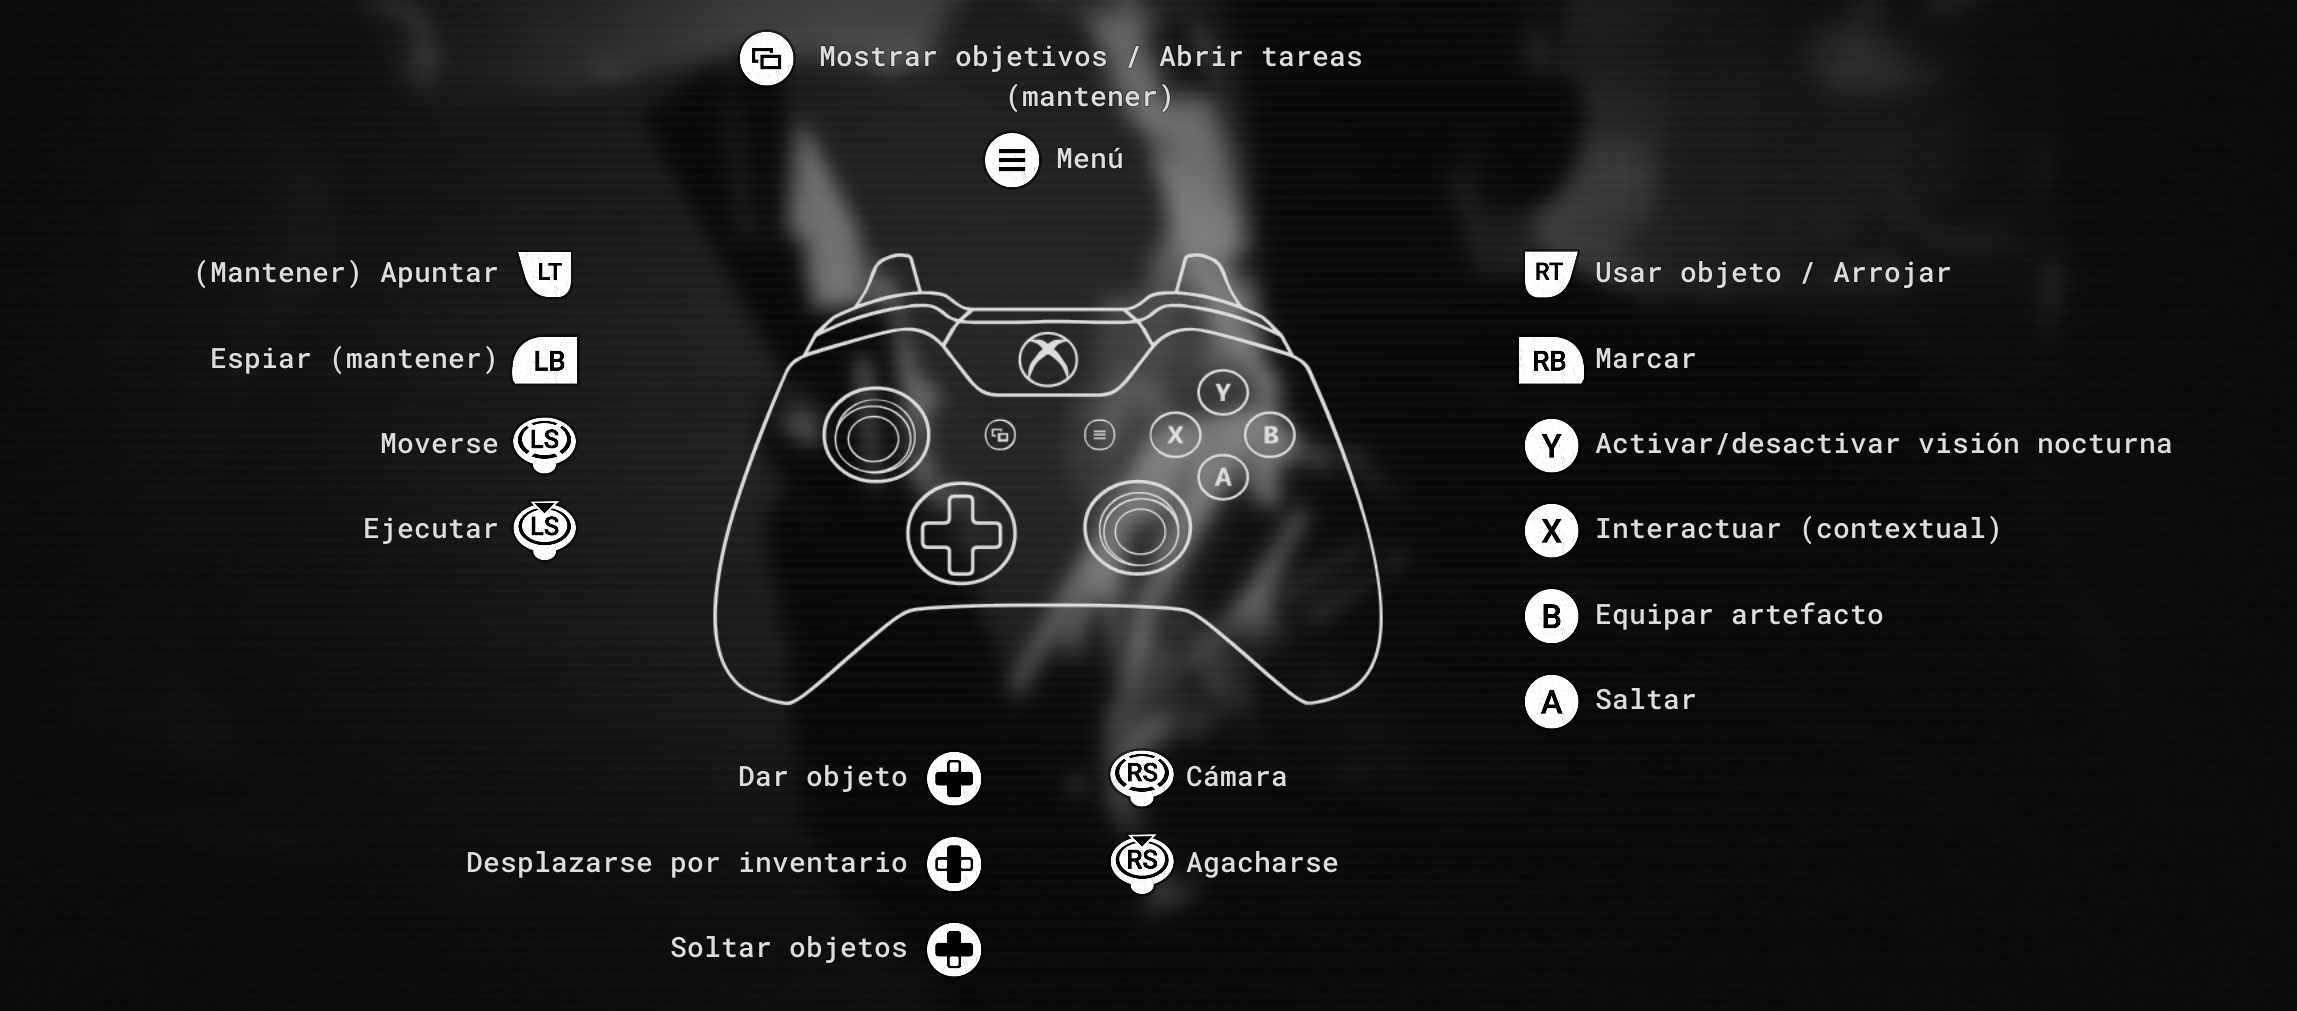 Mostrar objetivos / Abrir tareas
(mantener)
Menú
(Mantener) Apuntar LT
Espiar (mantener) LB
Moverse LS
Ejecutar LS
Y
X B
A
RT Usar objeto / Arrojar
RB Marcar
Y Activar/desactivar visión nocturna
X Interactuar (contextual)
B Equipar artefacto
A Saltar
Dar objeto
Desplazarse por inventario
Soltar objetos
RS Cámara
RS Agacharse